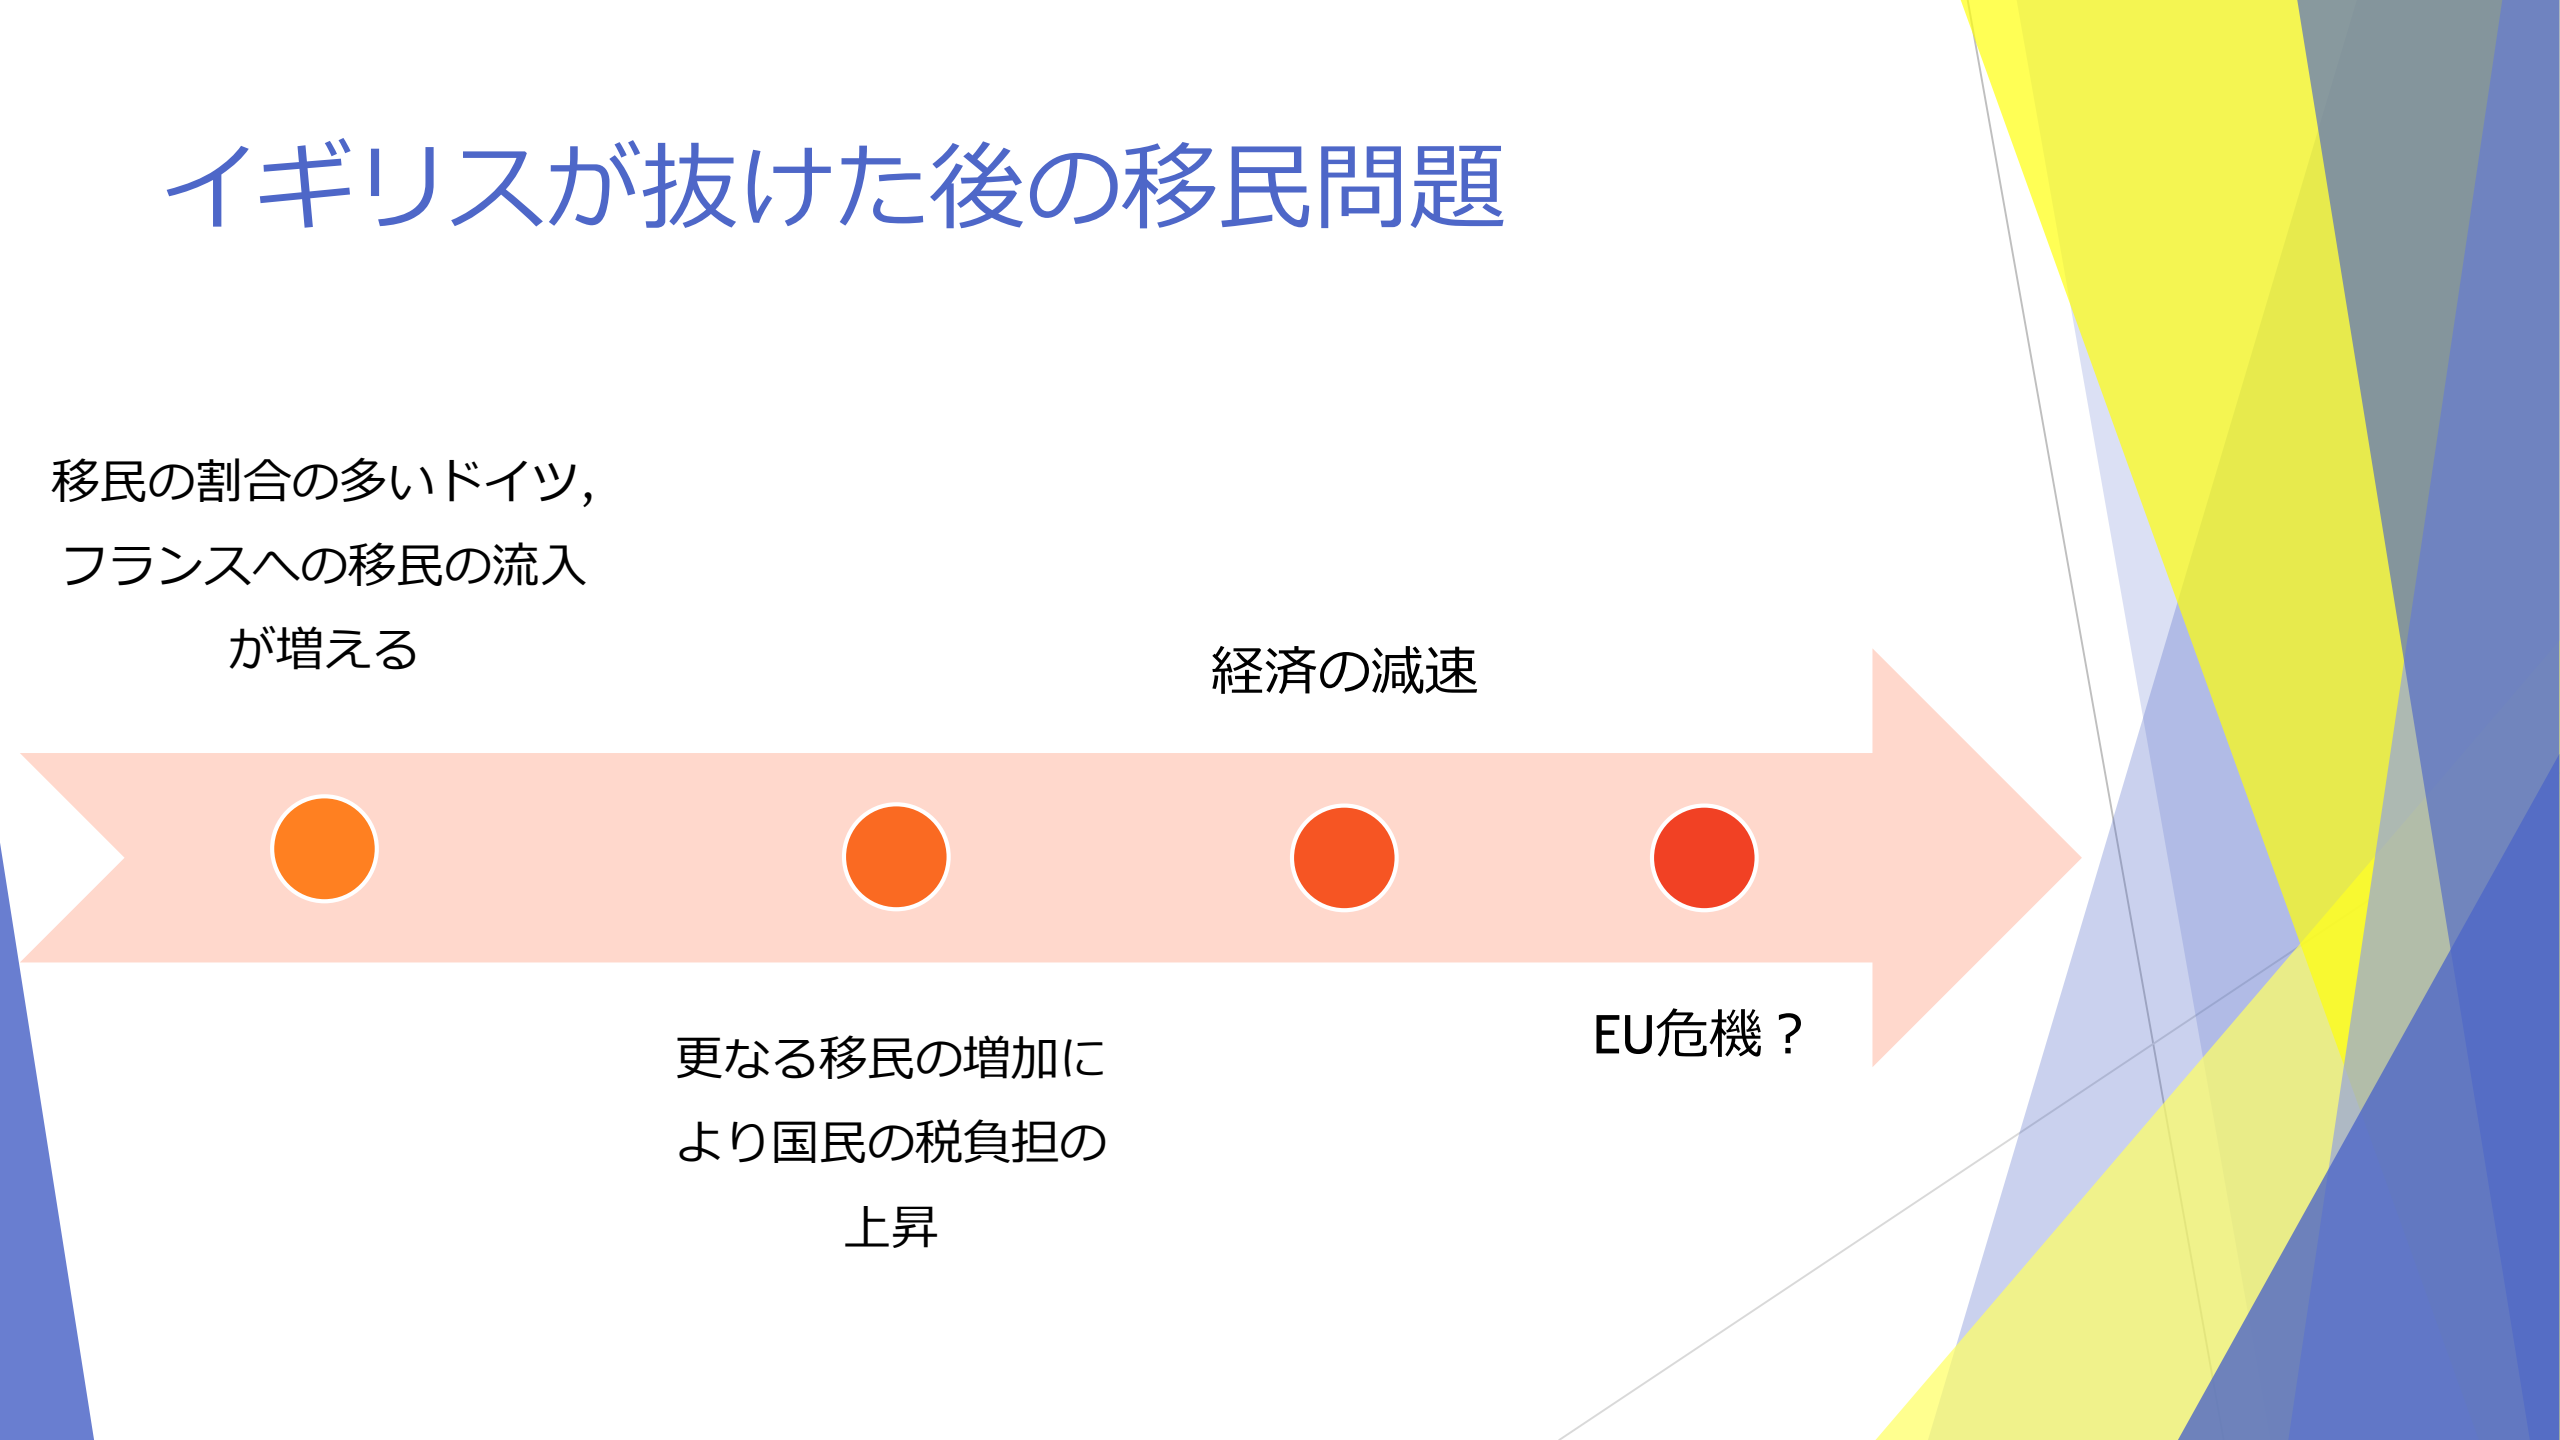 イギリスが抜けた後の移民問題
移民の割合の多いドイツ,
フランスへの移民の流入
が増える
更なる移民の増加に
より国民の税負担の
上昇
経済の減速
EU危機？